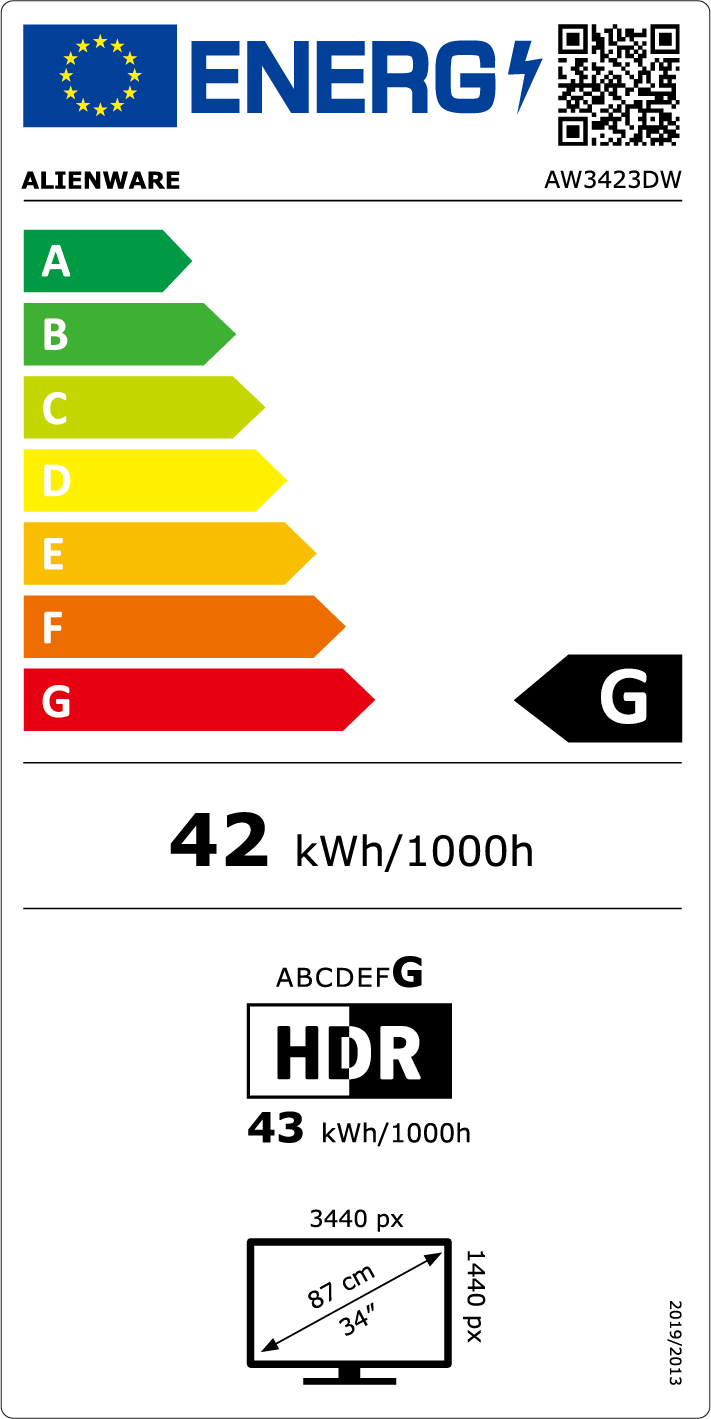 ENERG
ALIENWARE AW3423DW
A
B
C
D
E
F
G
G
42 kWh/1000h
ABCDEFG
HDR
43 kWh/1000h
3440 px
1440 px
87 cm
34″
2019/2013